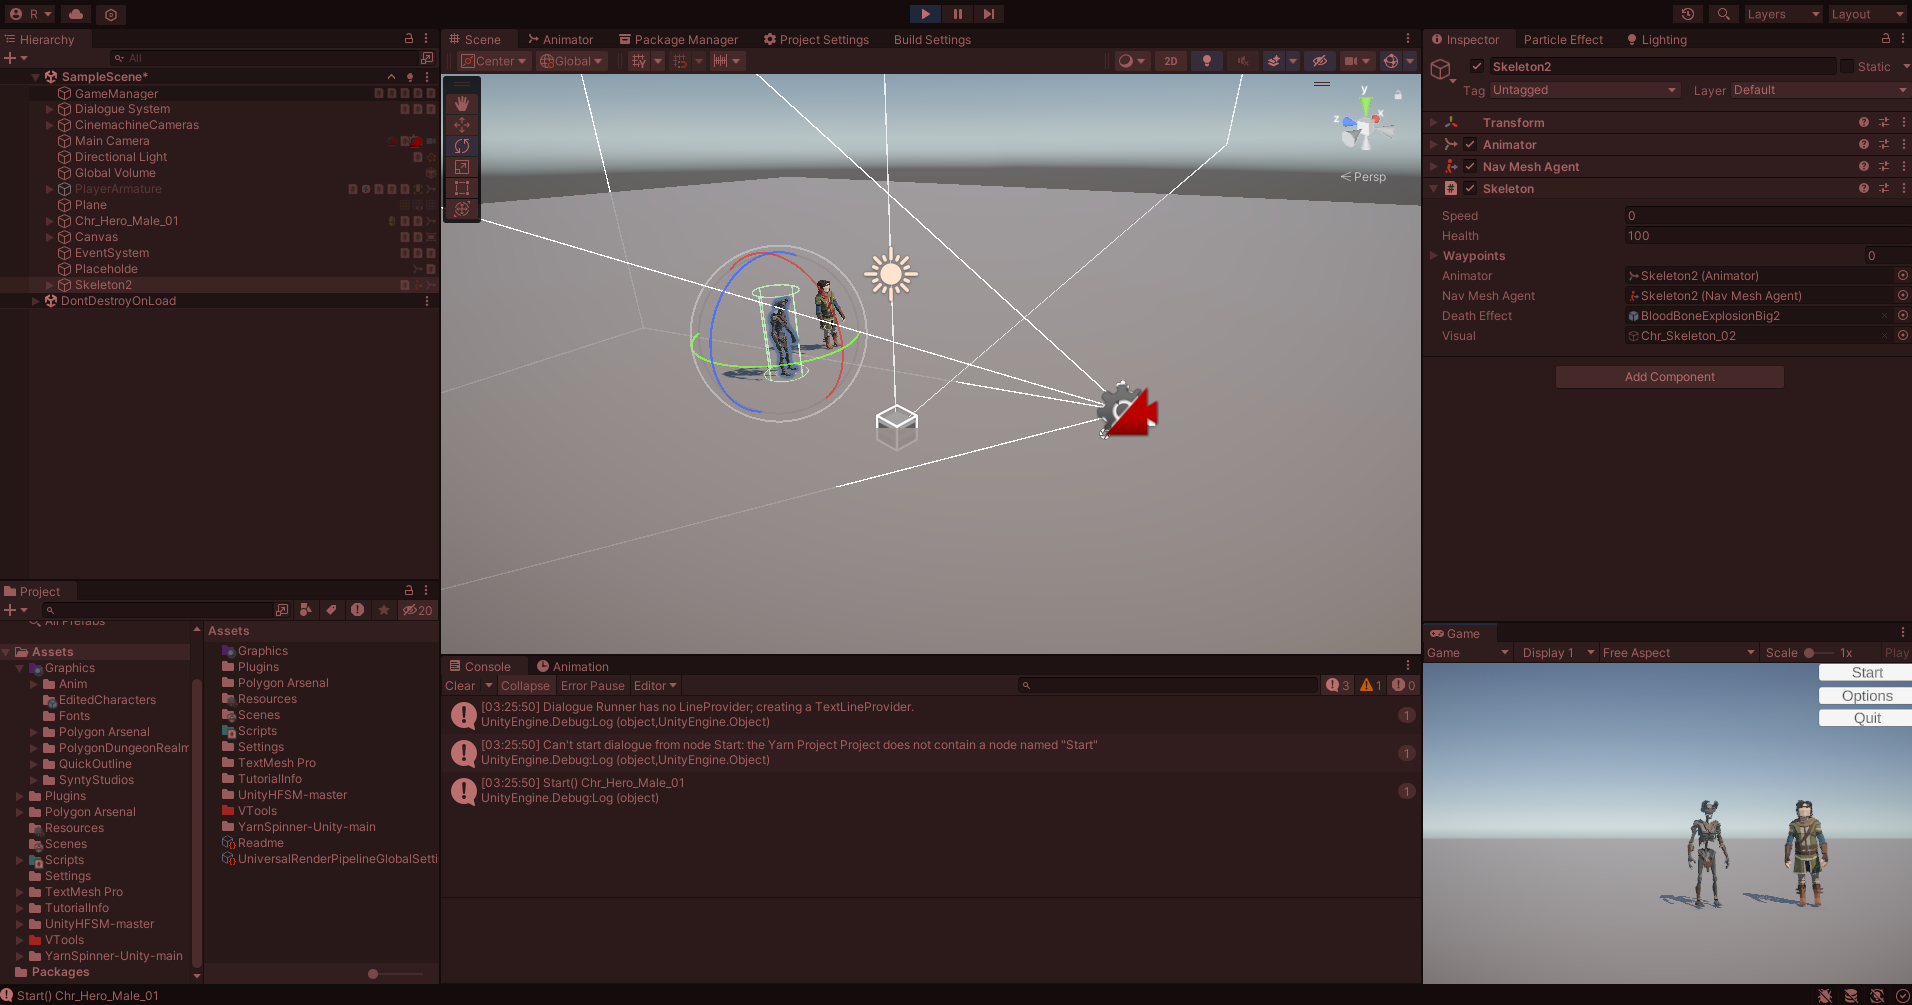 R
Layers
Layout
Hierarchy
All
SampleScene*
GameManager
Dialogue System
CinemachineCameras
Main Camera
Directional Light
Global Volume
PlayerArmature
Plane
Chr_Hero_Male_01
Canvas
EventSystem
Placeholde
Skeleton2
DontDestroyOnLoad
Scene
Animator
Package Manager
Project Settings
Build Settings
Center
Global
2D
y
x
z
Persp
Inspector
Particle Effect
Lighting
Skeleton2
Static
Tag
Untagged
Layer
Default
Transform
Animator
Nav Mesh Agent
Skeleton
Speed
0
Health
100
Waypoints
0
Animator
Skeleton2 (Animator)
Nav Mesh Agent
Skeleton2 (Nav Mesh Agent)
Death Effect
BloodBoneExplosionBig2
Visual
Chr_Skeleton_02
Add Component
Project
20
All Prefabs
Assets
Graphics
Anim
EditedCharacters
Fonts
Polygon Arsenal
PolygonDungeonRealm
QuickOutline
SyntyStudios
Plugins
Polygon Arsenal
Resources
Scenes
Scripts
Settings
TextMesh Pro
TutorialInfo
UnityHFSM-master
VTools
YarnSpinner-Unity-main
Packages
Assets
Graphics
Plugins
Polygon Arsenal
Resources
Scenes
Scripts
Settings
TextMesh Pro
TutorialInfo
UnityHFSM-master
VTools
YarnSpinner-Unity-main
Readme
UniversalRenderPipelineGlobalSetti
Console
Animation
Clear
Collapse
Error Pause
Editor
3
1
0
[03:25:50] Dialogue Runner has no LineProvider; creating a TextLineProvider.
UnityEngine.Debug:Log (object,UnityEngine.Object)
1
[03:25:50] Can't start dialogue from node Start: the Yarn Project Project does not contain a node named "Start"
UnityEngine.Debug:Log (object,UnityEngine.Object)
1
[03:25:50] Start() Chr_Hero_Male_01
UnityEngine.Debug:Log (object)
1
Game
Game
Display 1
Free Aspect
Scale
1x
Play
Start
Options
Quit
Start() Chr_Hero_Male_01